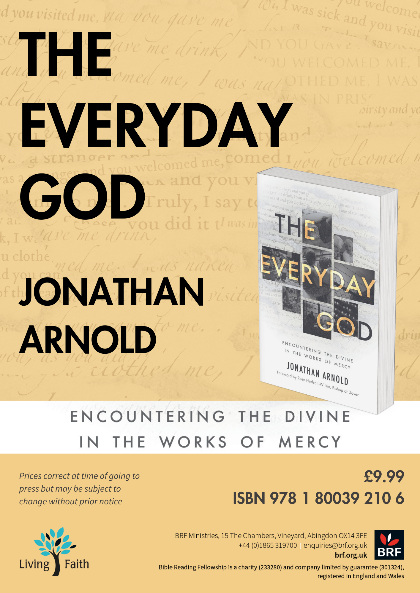 THE
EVERYDAY
GOD
JONATHAN
ARNOLD
THE
EVERYDAY
GOD
ENCOUNTERING THE DIVINE
IN THE WORKS OF MERCY
JONATHAN ARNOLD
ENCOUNTERING THE DIVINE
IN THE WORKS OF MERCY
Prices correct at time of going to
press but may be subject to
change without prior notice
£9.99
ISBN 978 1 80039 210 6
Living Faith
BRF Ministries, 15 The Chambers, Vineyard, Abingdon OX14 3FE
+44 (0)1865 319700 | enquiries@brf.org.uk
brf.org.uk
BRF
Bible Reading Fellowship is a charity (233280) and company limited by guarantee (301324),
registered in England and Wales